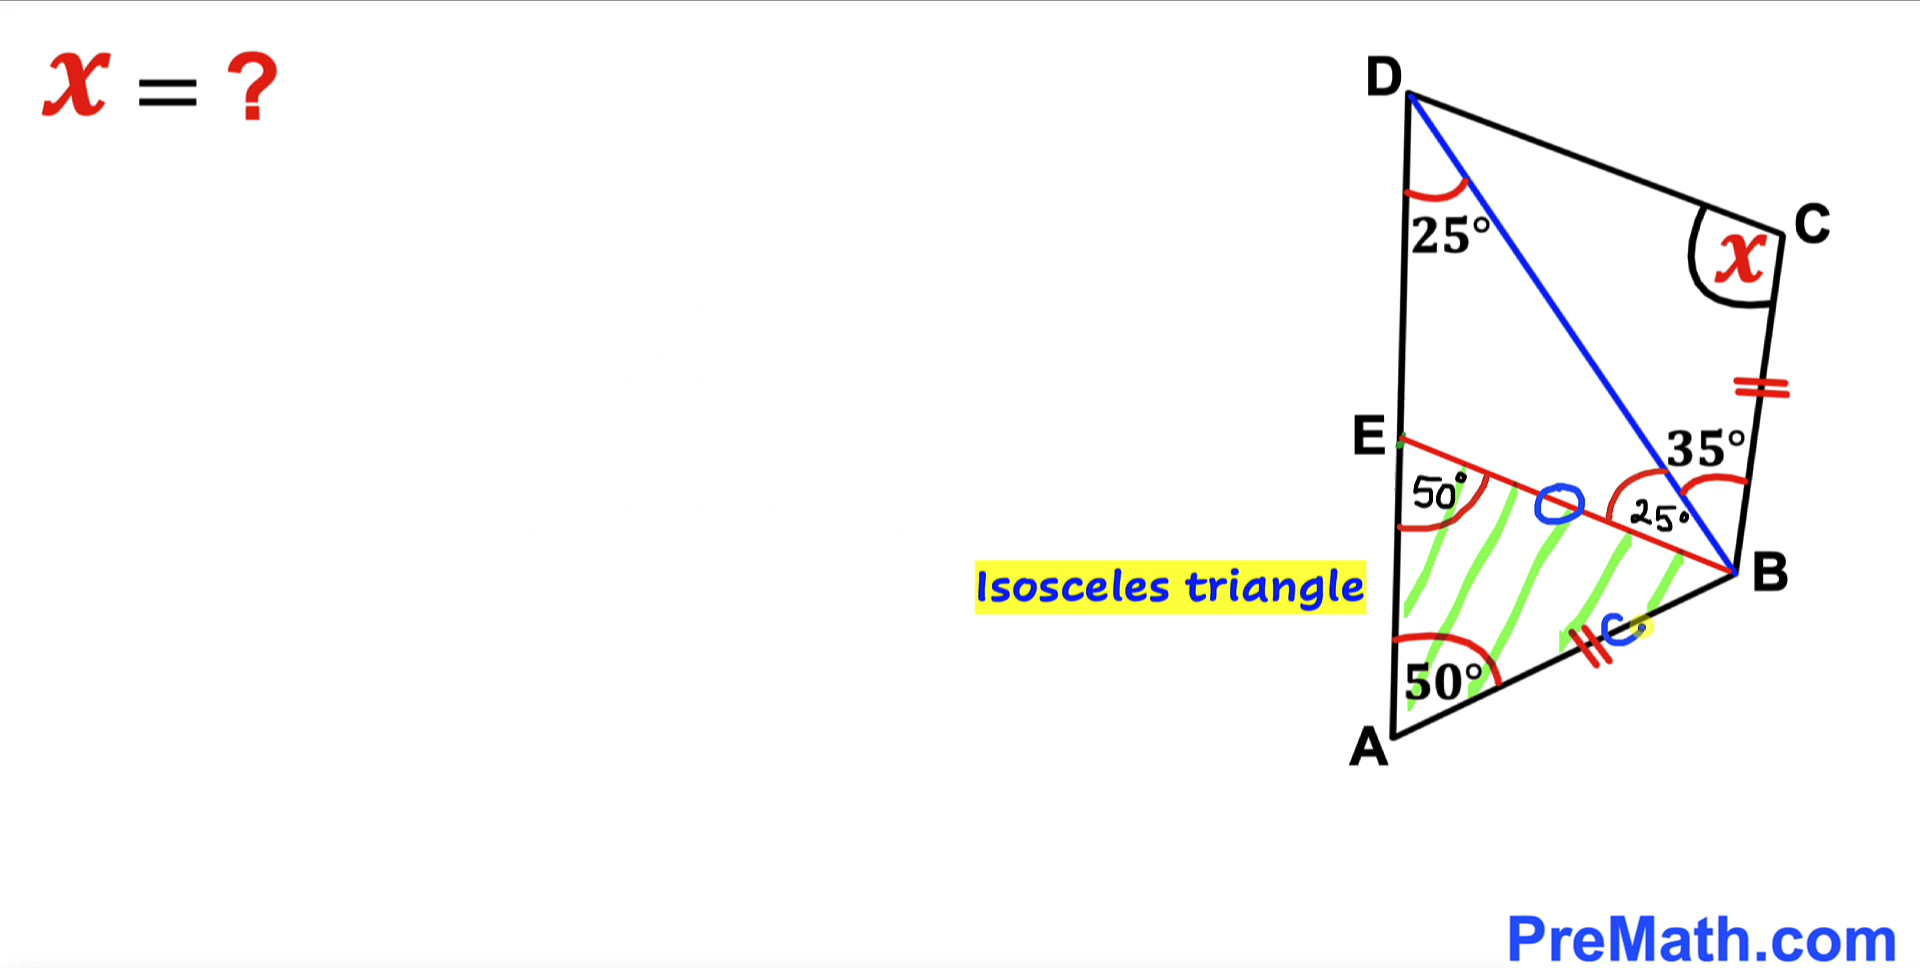 x = ?
D
C
x
25°
35°
E
50°
25°
Isosceles triangle
B
50°
A
PreMath.com